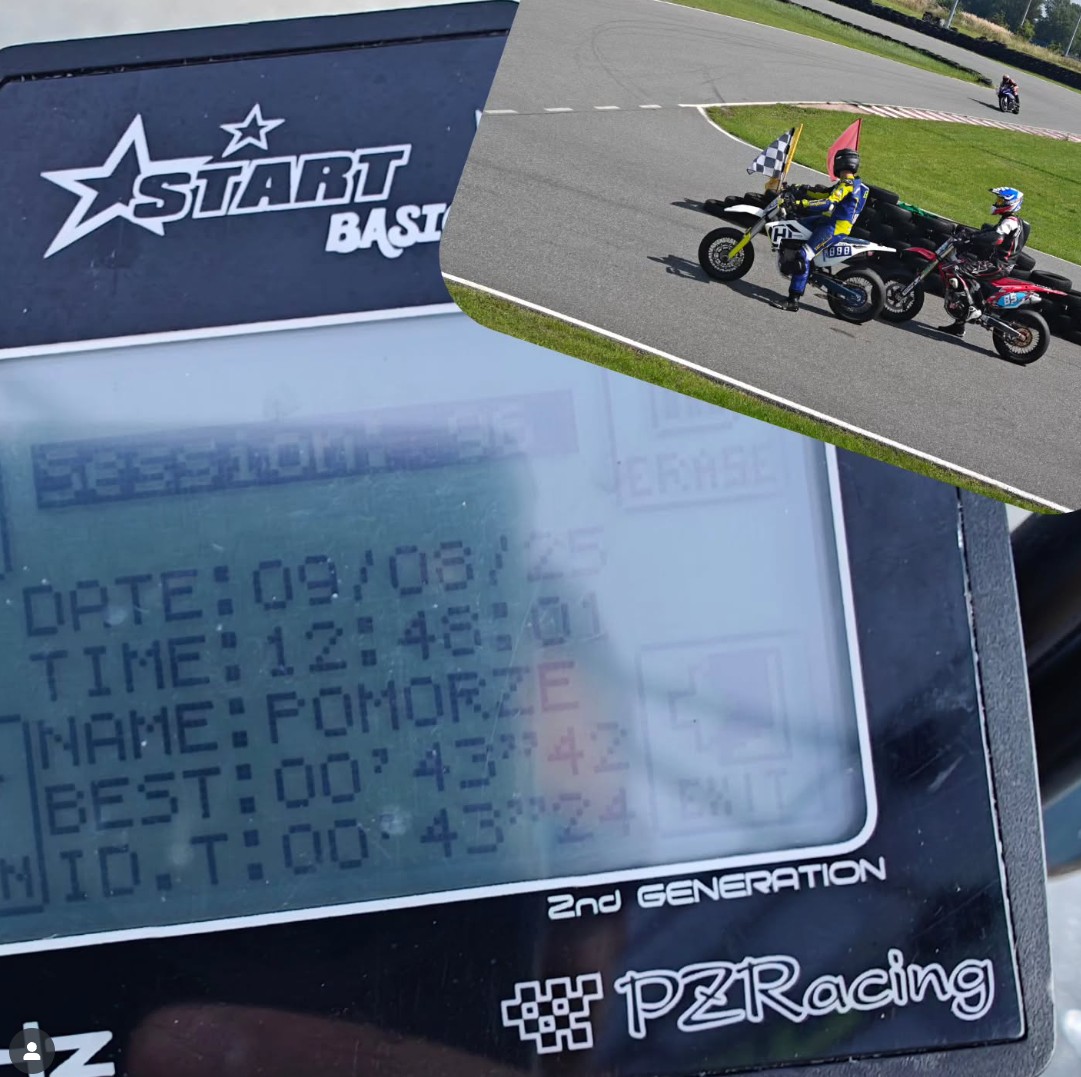 START
BASIC
ERASE
DATE:09/08/25
TIME:12:48:01
NAME:POMORZE
BEST:00'43"42
ID.T:00'43"24
EXIT
2nd GENERATION
PZRacing